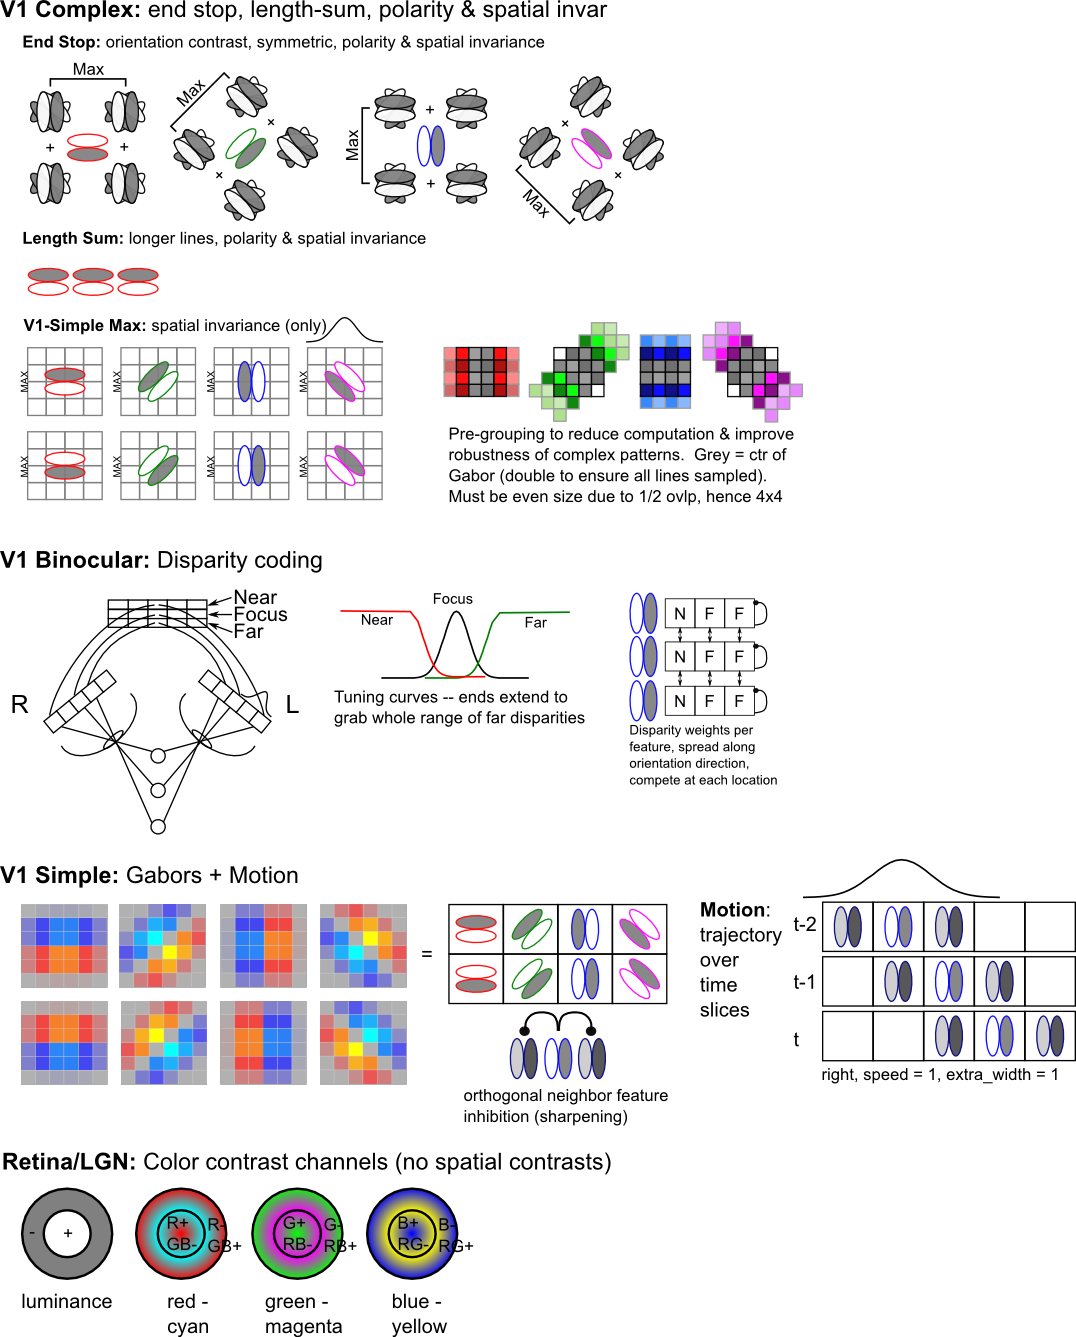 V1 Complex: end stop, length-sum, polarity & spatial invar
End Stop: orientation contrast, symmetric, polarity & spatial invariance
Max
Max
Max
Max
+
+
×
×
+
+
×
×
Length Sum: longer lines, polarity & spatial invariance
V1-Simple Max: spatial invariance (only)
MAX
MAX
MAX
MAX
MAX
MAX
MAX
MAX
Pre-grouping to reduce computation & improve
robustness of complex patterns. Grey = ctr of
Gabor (double to ensure all lines sampled).
Must be even size due to 1/2 ovlp, hence 4x4
V1 Binocular: Disparity coding
Near
Focus
Far
R
L
Focus
Near
Far
Tuning curves -- ends extend to
grab whole range of far disparities
N F F
N F F
N F F
Disparity weights per
feature, spread along
orientation direction,
compete at each location
V1 Simple: Gabors + Motion
=
orthogonal neighbor feature
inhibition (sharpening)
Motion:
trajectory
over
time
slices
t-2
t-1
t
right, speed = 1, extra_width = 1
Retina/LGN: Color contrast channels (no spatial contrasts)
- +
R+ R-
GB- GB+
G+ G-
RB- RB+
B+ B-
RG- RG+
luminance
red -
cyan
green -
magenta
blue -
yellow